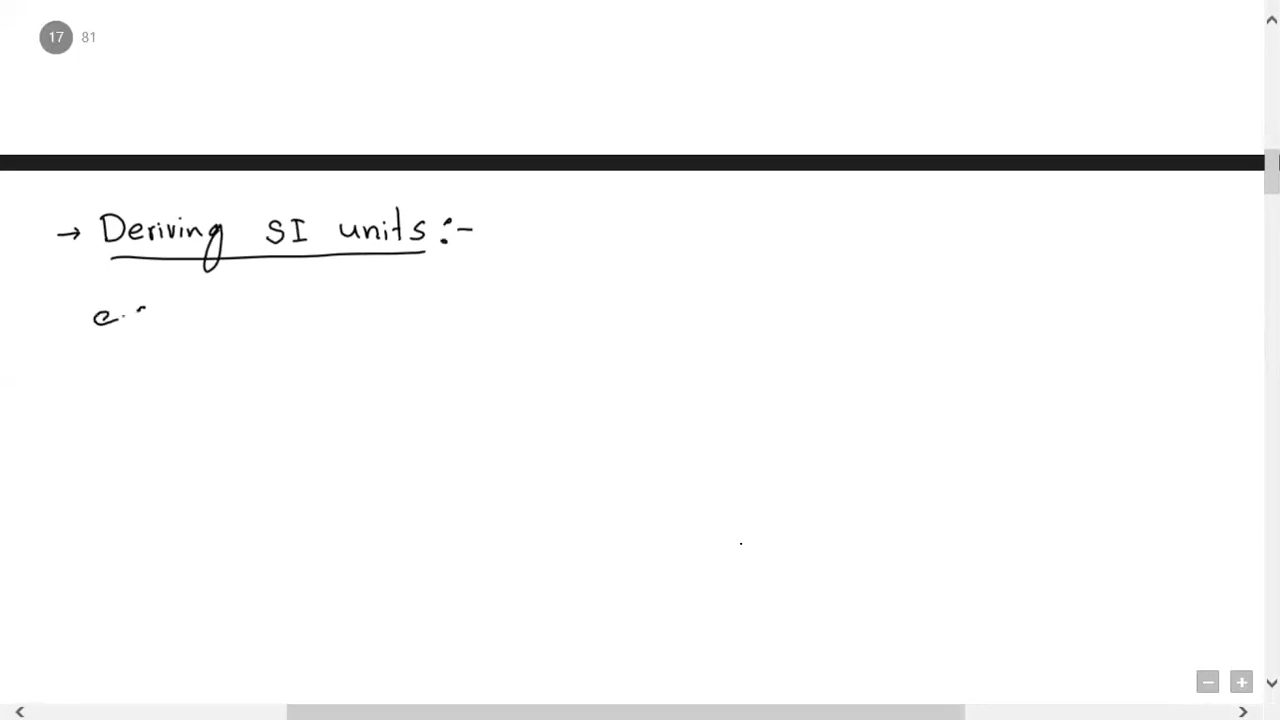 17 81
→ Deriving SI units :-
e.